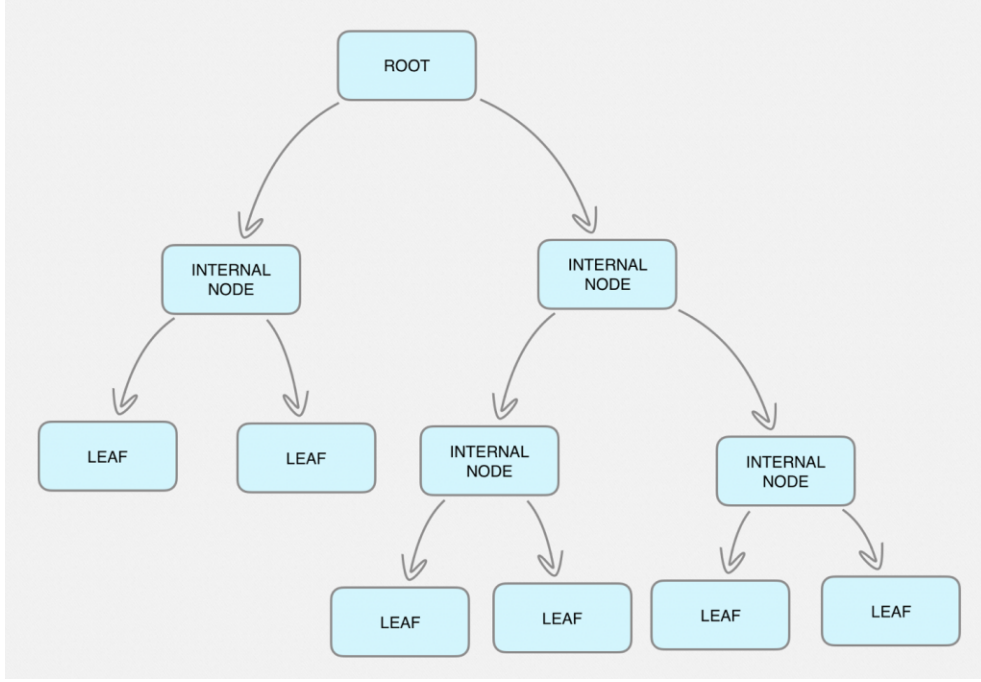 ROOT
INTERNAL
NODE
INTERNAL
NODE
LEAF
LEAF
INTERNAL
NODE
INTERNAL
NODE
LEAF
LEAF
LEAF
LEAF